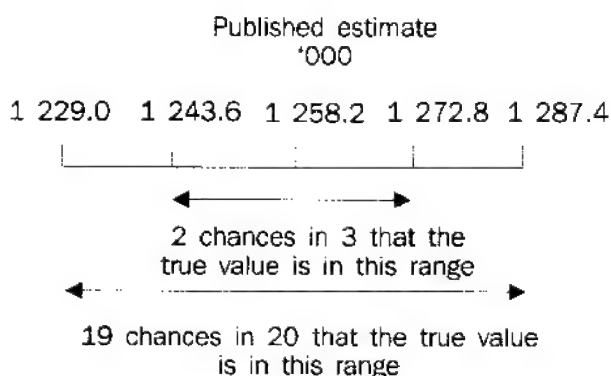 Published estimate
'000
1 229.0 1 243.6 1 258.2 1 272.8 1 287.4
2 chances in 3 that the
true value is in this range
19 chances in 20 that the true value
is in this range